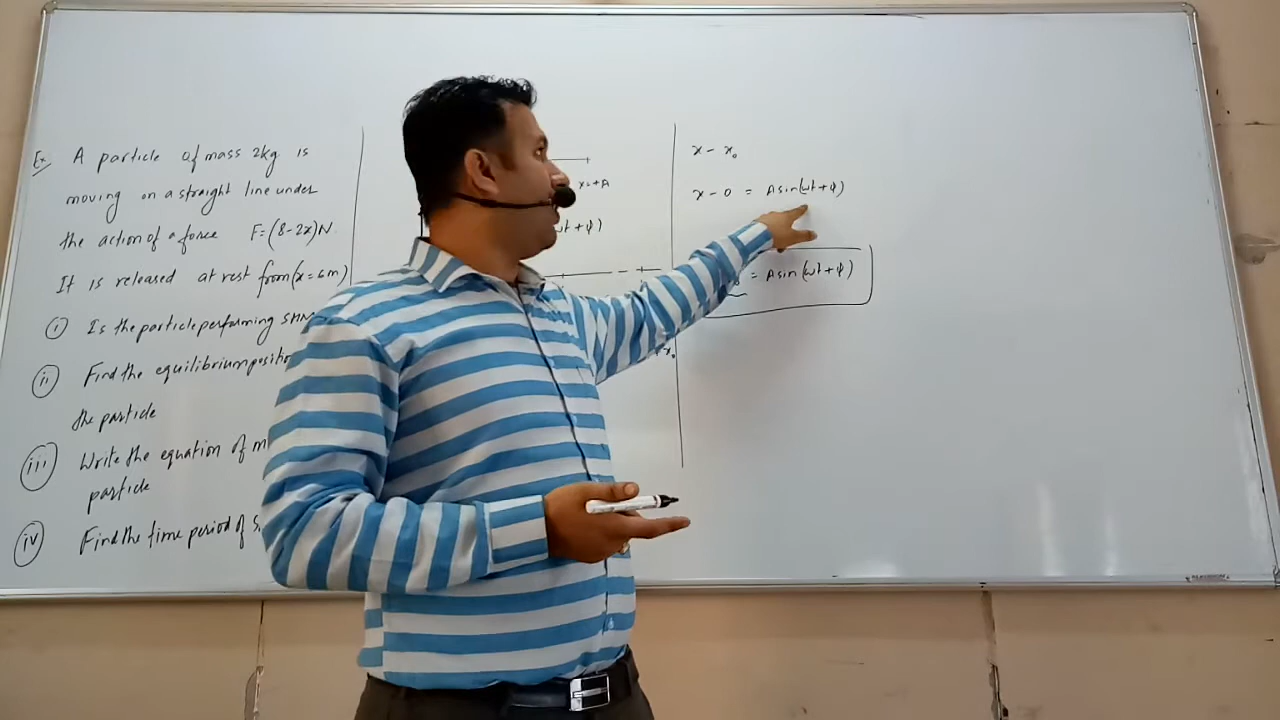 Ex. A particle of mass 2kg is
moving on a straight line under
the action of a force F=(8-2x)N.
It is released at rest from (x=6m)
(i) Is the particle performing SHM
(ii) Find the equilibrium positio
the particle
(iii) Write the equation of m
particle
(iv) Find the time period of S
x=+A
ωt+φ)
+x₀
x - x₀
x - 0 = A sin(ωt+φ)
= A sin(ωt+φ)